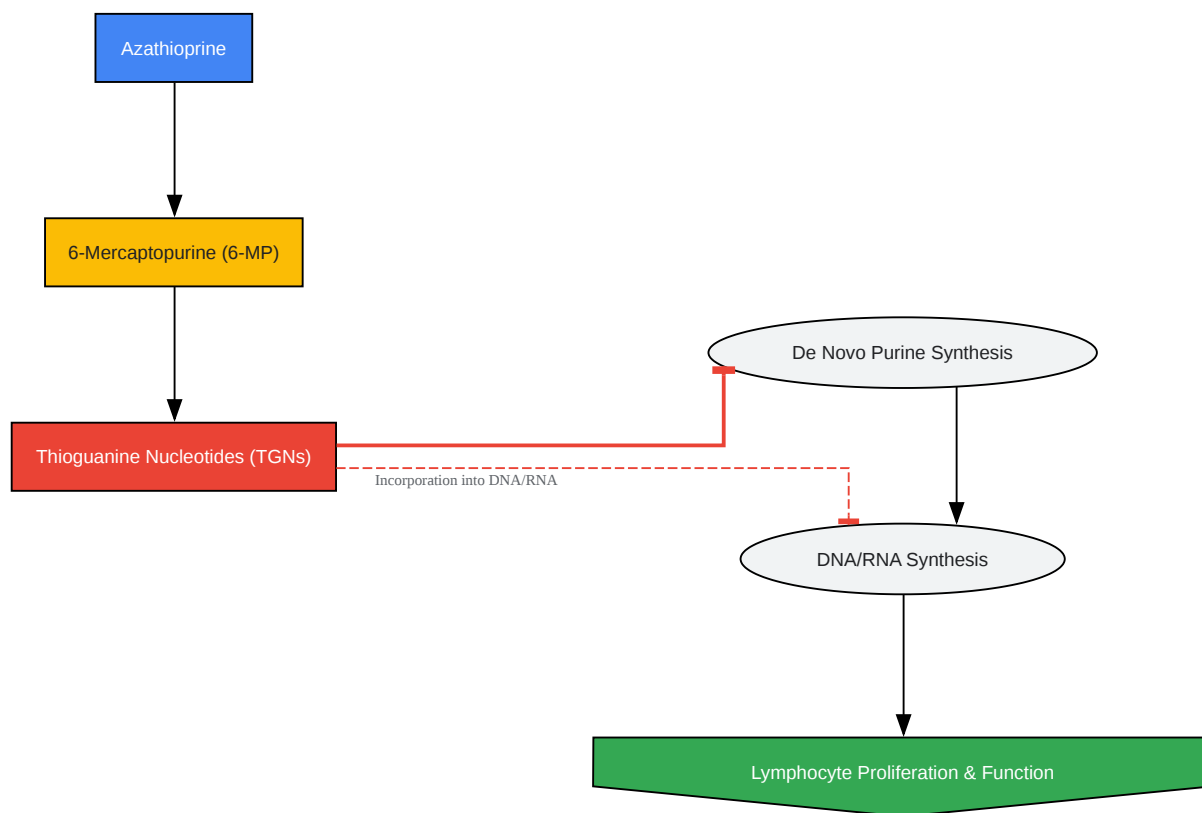 Azathioprine
6-Mercaptopurine (6-MP)
De Novo Purine Synthesis
Thioguanine Nucleotides (TGNs)
Incorporation into DNA/RNA
DNA/RNA Synthesis
Lymphocyte Proliferation & Function